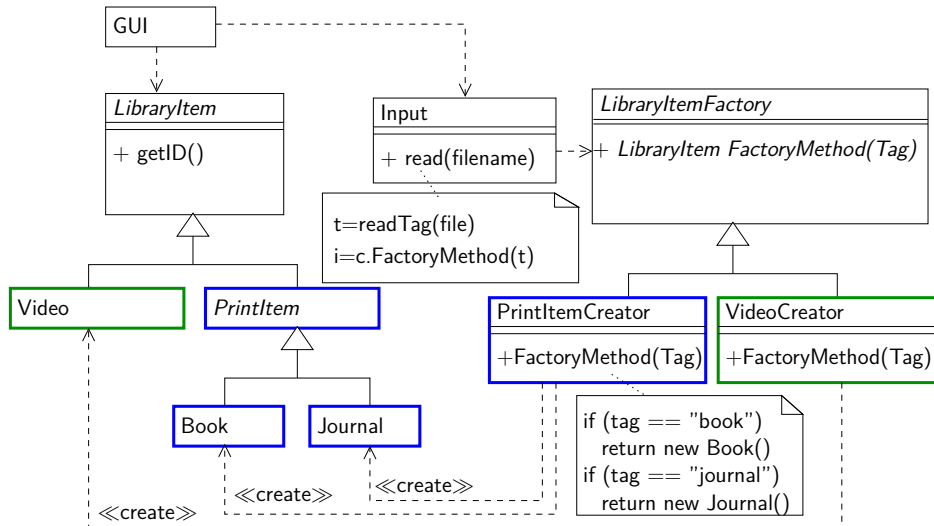 GUI
LibraryItem
+ getID()
Input
+ read(filename)
LibraryItemFactory
+ LibraryItem FactoryMethod(Tag)
t=readTag(file)
i=c.FactoryMethod(t)
Video
PrintItem
PrintItemCreator
+FactoryMethod(Tag)
VideoCreator
+FactoryMethod(Tag)
Book
Journal
if (tag == "book")
return new Book()
if (tag == "journal")
return new Journal()
≪create≫
≪create≫
≪create≫